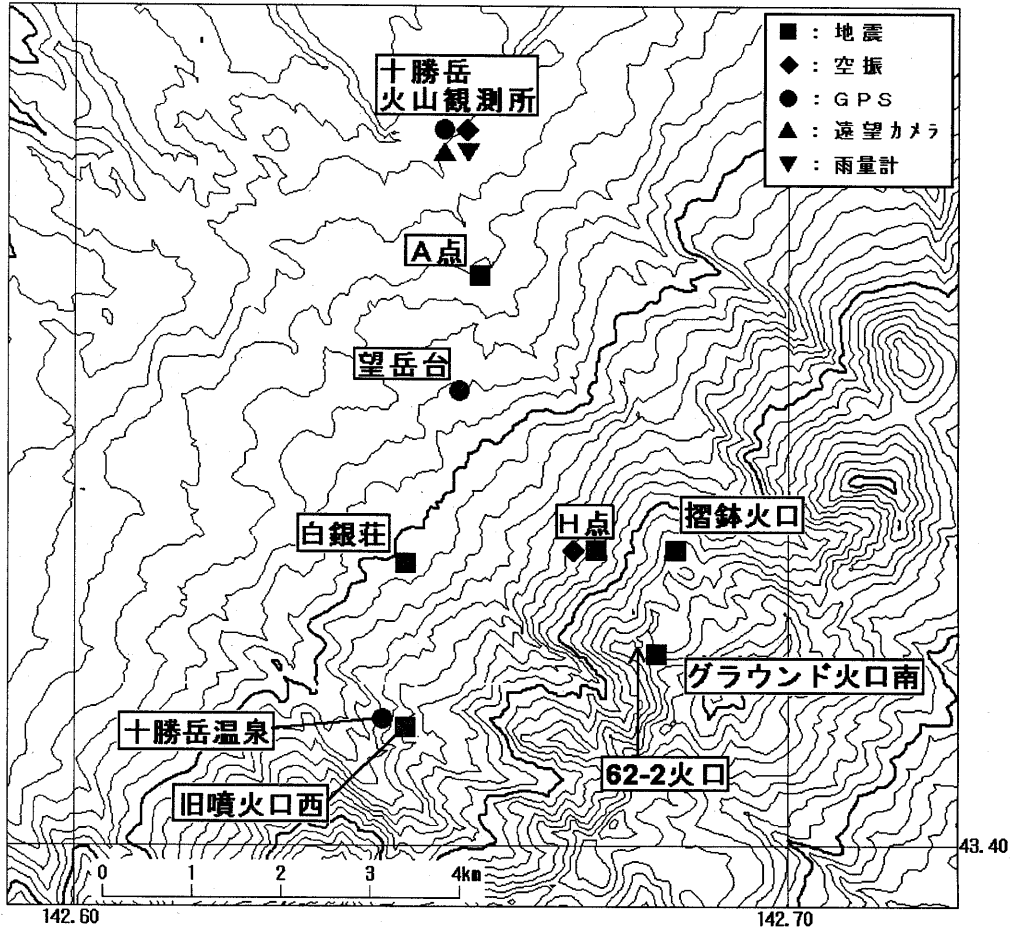 ■ : 地震
◆ : 空振
● : GPS
▲ : 遠望カメラ
▼ : 雨量計
十勝岳
火山観測所
A点
望岳台
白銀荘
H点
摺鉢火口
グラウンド火口南
十勝岳温泉
62-2火口
旧噴火口西
43.40
0 1 2 3 4km
142.60 142.70